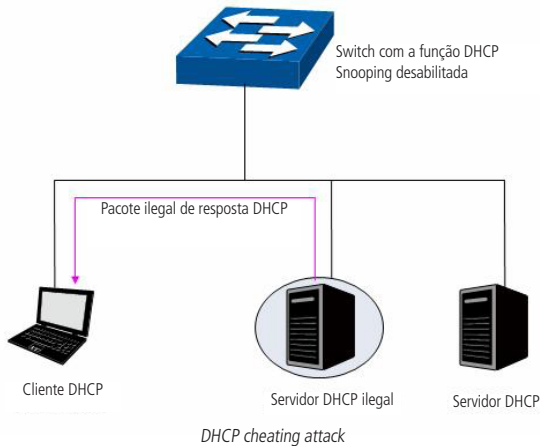 Switch com a função DHCP
Snooping desabilitada
Pacote ilegal de resposta DHCP
Cliente DHCP
Servidor DHCP ilegal
Servidor DHCP
DHCP cheating attack